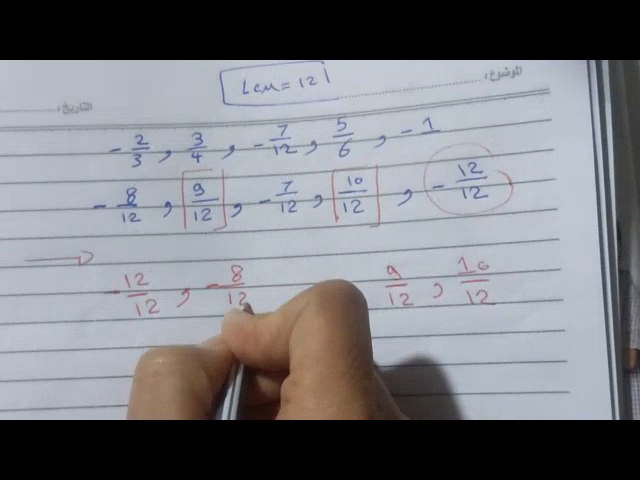 الموضوع:
Lcm = 12
التاريخ:
- 2/3 , 3/4 , - 7/12 , 5/6 , - 1
- 8/12 , 9/12 , - 7/12 , 10/12 , - 12/12
→ - 12/12 , - 8/12 9/12 , 10/12